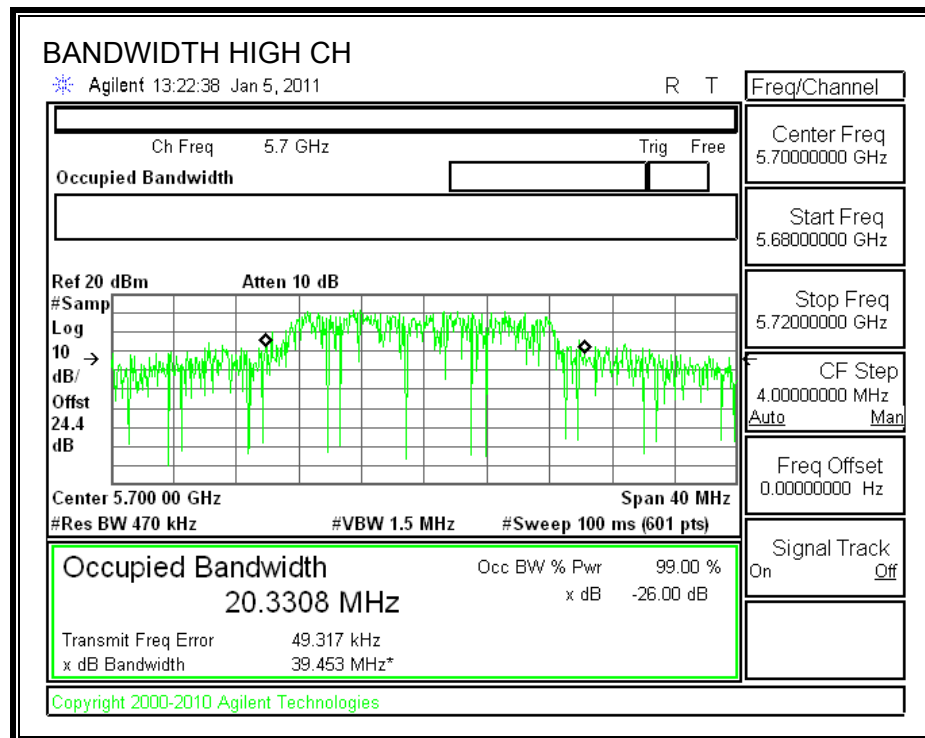 BANDWIDTH HIGH CH
Agilent 13:22:38 Jan 5, 2011 R T
Freq/Channel
Ch Freq 5.7 GHz Trig Free
Occupied Bandwidth
Center Freq
5.70000000 GHz
Start Freq
5.68000000 GHz
Stop Freq
5.72000000 GHz
CF Step
4.00000000 MHz
Auto Man
Freq Offset
0.00000000 Hz
Signal Track
On Off
Ref 20 dBm Atten 10 dB
#Samp
Log
10
dB/
Offst
24.4
dB
Center 5.700 00 GHz Span 40 MHz
#Res BW 470 kHz #VBW 1.5 MHz #Sweep 100 ms (601 pts)
Occupied Bandwidth
20.3308 MHz
Occ BW % Pwr 99.00 %
x dB -26.00 dB
Transmit Freq Error 49.317 kHz
x dB Bandwidth 39.453 MHz*
Copyright 2000-2010 Agilent Technologies